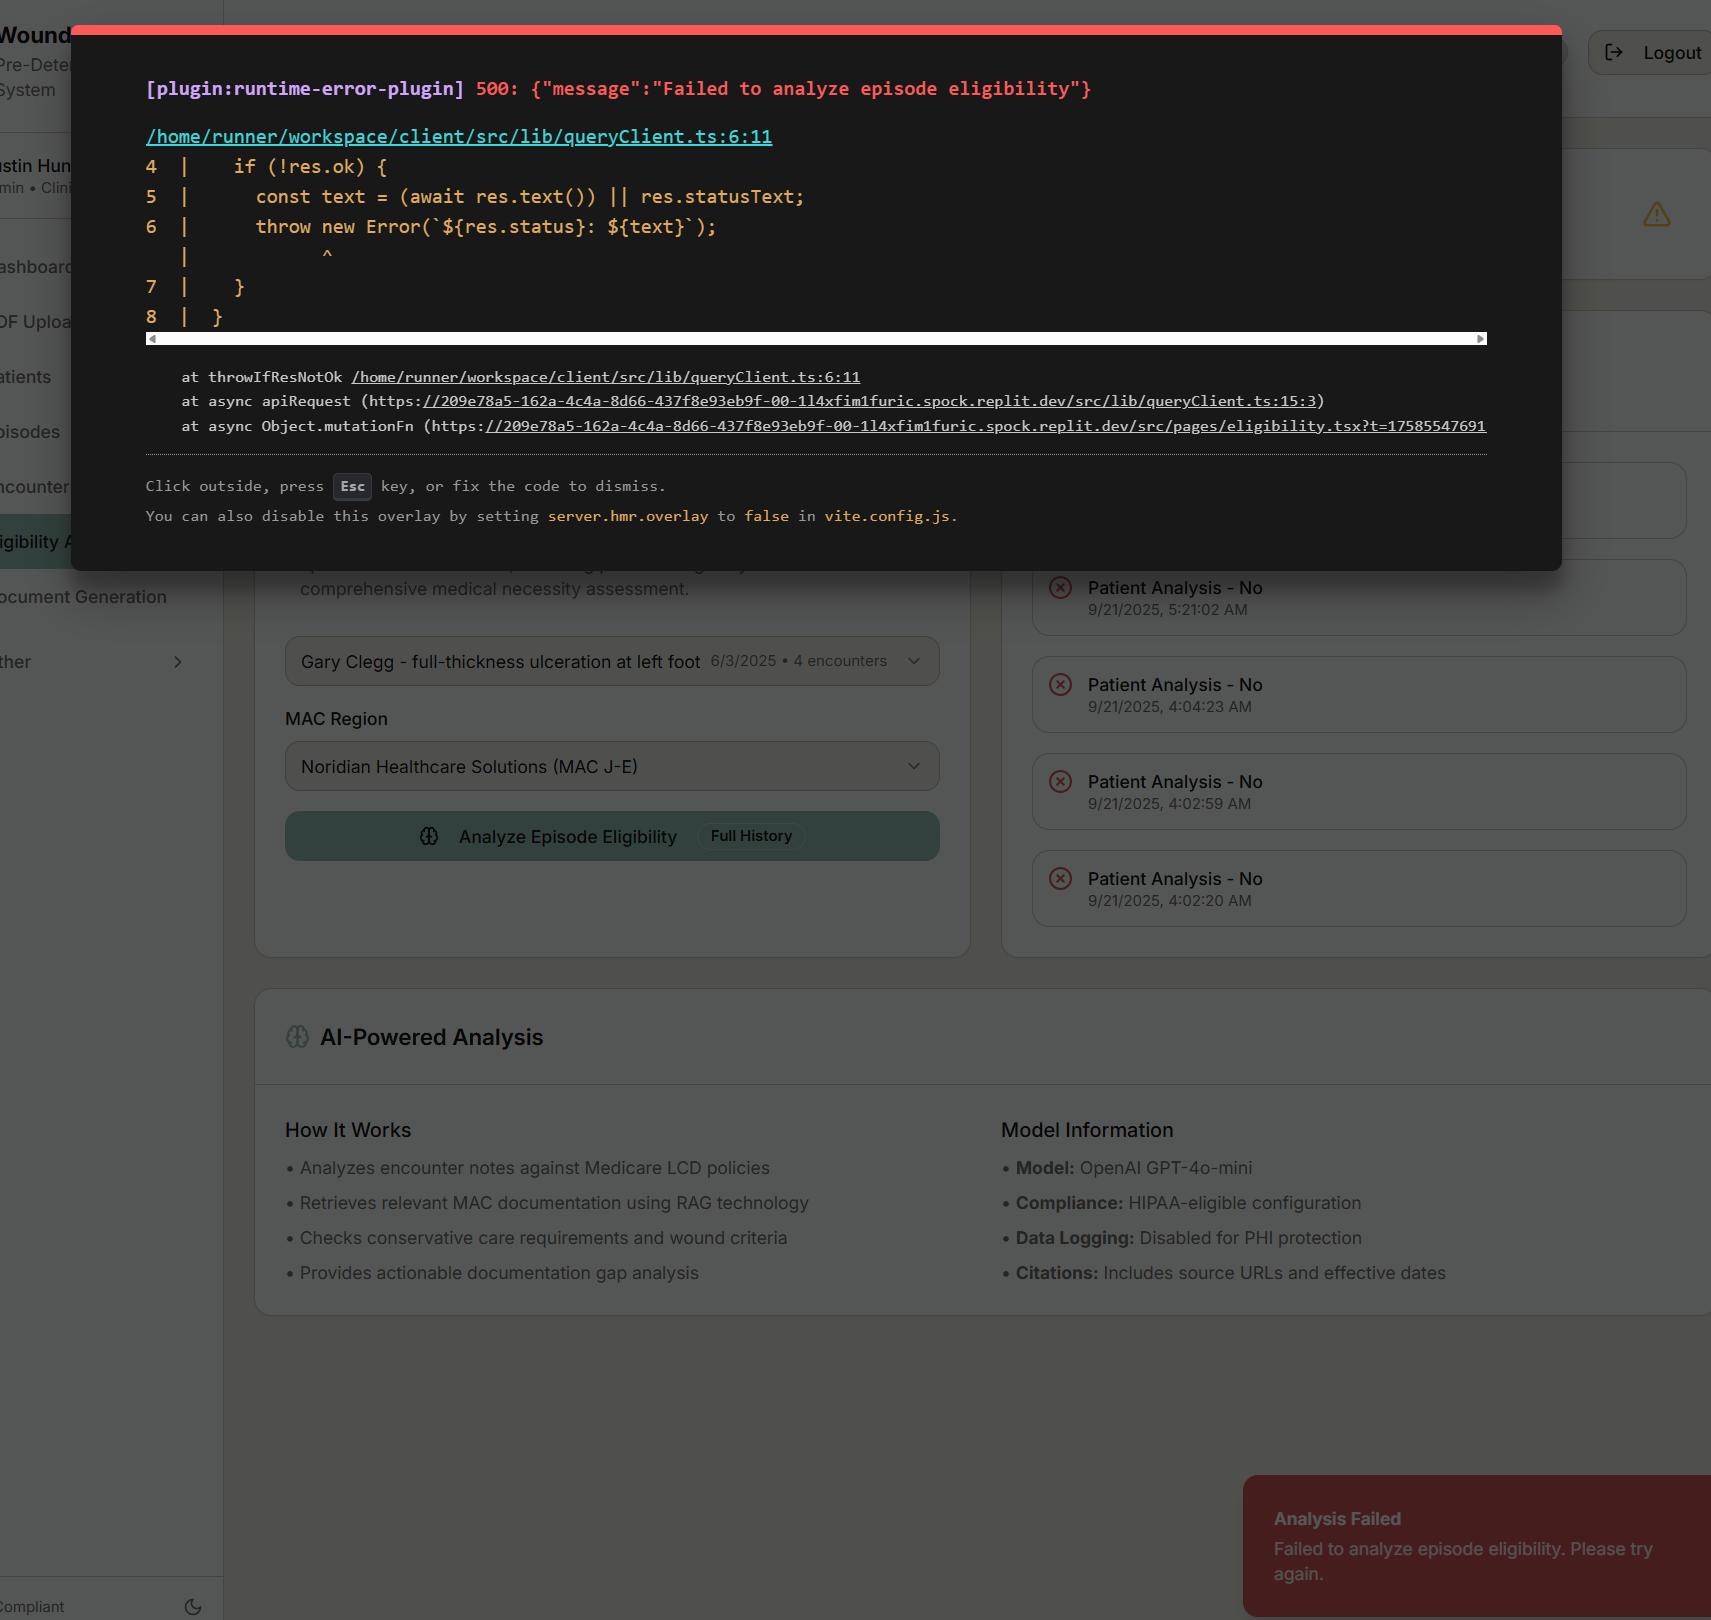 Wound
Pre-Deter
System
Logout
[plugin:runtime-error-plugin] 500: {"message":"Failed to analyze episode eligibility"}
/home/runner/workspace/client/src/lib/queryClient.ts:6:11
4  |    if (!res.ok) {
5  |      const text = (await res.text()) || res.statusText;
6  |      throw new Error(`${res.status}: ${text}`);
   |            ^
7  |    }
8  |  }
at throwIfResNotOk /home/runner/workspace/client/src/lib/queryClient.ts:6:11
at async apiRequest (https://209e78a5-162a-4c4a-8d66-437f8e93eb9f-00-1l4xfim1furic.spock.replit.dev/src/lib/queryClient.ts:15:3)
at async Object.mutationFn (https://209e78a5-162a-4c4a-8d66-437f8e93eb9f-00-1l4xfim1furic.spock.replit.dev/src/pages/eligibility.tsx?t=17585547691
Click outside, press Esc key, or fix the code to dismiss.
You can also disable this overlay by setting server.hmr.overlay to false in vite.config.js.
ustin Hun
min • Clini
ashboard
DF Uploa
atients
pisodes
ncounter
igibility A
ocument Generation
ther
comprehensive medical necessity assessment.
Gary Clegg - full-thickness ulceration at left foot 6/3/2025 • 4 encounters
MAC Region
Noridian Healthcare Solutions (MAC J-E)
Analyze Episode Eligibility Full History
Patient Analysis - No
9/21/2025, 5:21:02 AM
Patient Analysis - No
9/21/2025, 4:04:23 AM
Patient Analysis - No
9/21/2025, 4:02:59 AM
Patient Analysis - No
9/21/2025, 4:02:20 AM
AI-Powered Analysis
How It Works
• Analyzes encounter notes against Medicare LCD policies
• Retrieves relevant MAC documentation using RAG technology
• Checks conservative care requirements and wound criteria
• Provides actionable documentation gap analysis
Model Information
• Model: OpenAI GPT-4o-mini
• Compliance: HIPAA-eligible configuration
• Data Logging: Disabled for PHI protection
• Citations: Includes source URLs and effective dates
Analysis Failed
Failed to analyze episode eligibility. Please try
again.
Compliant